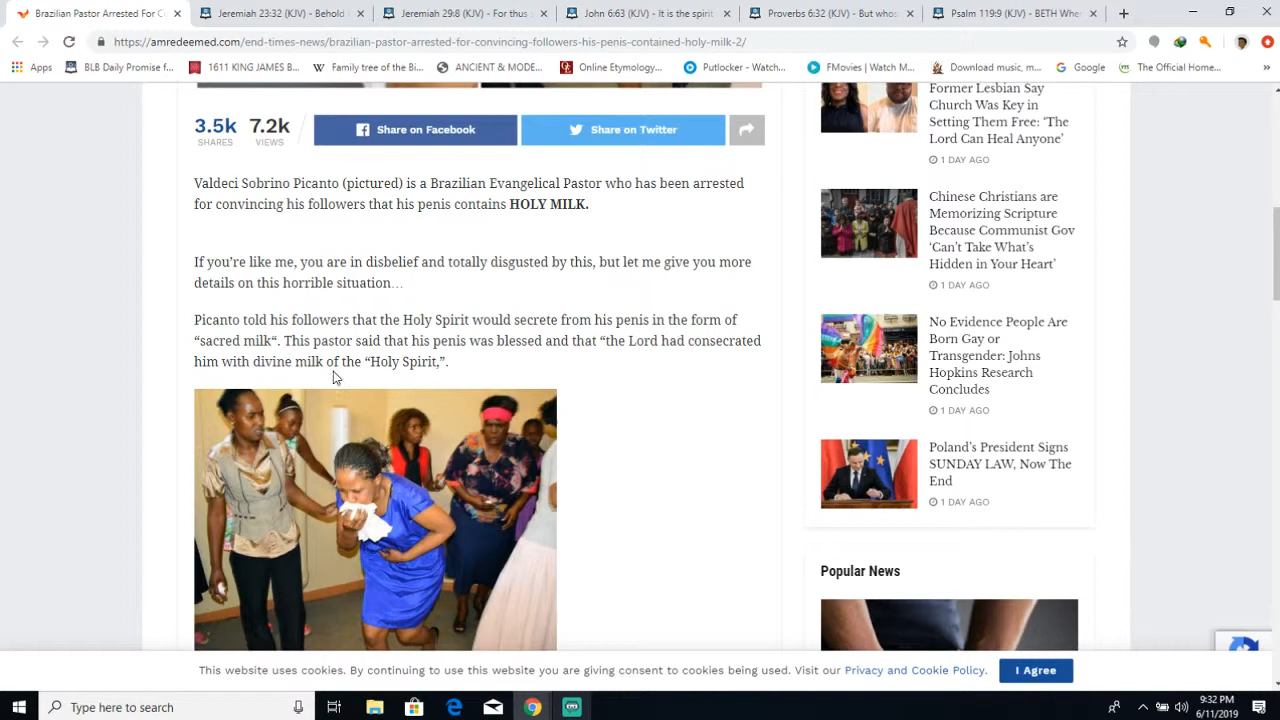 Brazilian Pastor Arrested For Co
Jeremiah 23:32 (KJV) - Behold I
Jeremiah 29:8 (KJV) - For thus s
John 6:63 (KJV) - It is the spirit
Proverbs 6:32 (KJV) - But whos
Psalm 119:9 (KJV) - BETH Whe
https://amredeemed.com/end-times-news/brazilian-pastor-arrested-for-convincing-followers-his-penis-contained-holy-milk-2/
Apps
BLB Daily Promise f...
1611 KING JAMES B...
Family tree of the Bi...
ANCIENT & MODE...
Online Etymology...
Putlocker - Watch...
FMovies | Watch M...
Download music, m...
Google
The Official Home...
3.5k
SHARES
7.2k
VIEWS
Share on Facebook
Share on Twitter
Valdeci Sobrino Picanto (pictured) is a Brazilian Evangelical Pastor who has been arrested
for convincing his followers that his penis contains HOLY MILK.
If you’re like me, you are in disbelief and totally disgusted by this, but let me give you more
details on this horrible situation…
Picanto told his followers that the Holy Spirit would secrete from his penis in the form of
“sacred milk“. This pastor said that his penis was blessed and that “the Lord had consecrated
him with divine milk of the “Holy Spirit,”.
Former Lesbian Say
Church Was Key in
Setting Them Free: ‘The
Lord Can Heal Anyone’
1 DAY AGO
Chinese Christians are
Memorizing Scripture
Because Communist Gov
‘Can’t Take What’s
Hidden in Your Heart’
1 DAY AGO
No Evidence People Are
Born Gay or
Transgender: Johns
Hopkins Research
Concludes
1 DAY AGO
Poland’s President Signs
SUNDAY LAW, Now The
End
1 DAY AGO
Popular News
This website uses cookies. By continuing to use this website you are giving consent to cookies being used. Visit our Privacy and Cookie Policy.
I Agree
Type here to search
9:32 PM
6/11/2019